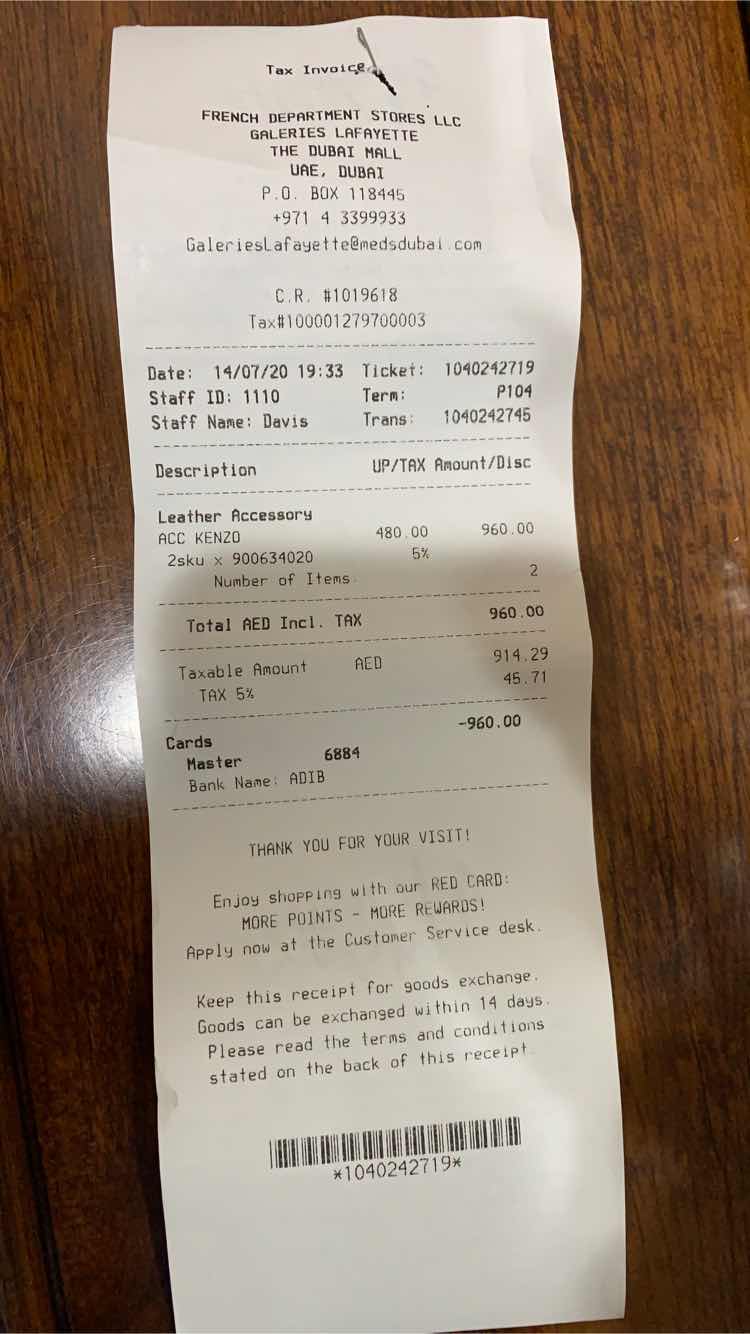 Tax Invoice
FRENCH DEPARTMENT STORES LLC
GALERIES LAFAYETTE
THE DUBAI MALL
UAE, DUBAI
P.O. BOX 118445
+971 4 3399933
GaleriesLafayette@medsdubai.com
C.R. #1019618
Tax#100001279700003
Date: 14/07/20 19:33 Ticket: 1040242719
Staff ID: 1110 Term: P104
Staff Name: Davis Trans: 1040242745
Description UP/TAX Amount/Disc
Leather Accessory
ACC KENZO 480.00 960.00
2sku x 900634020 5%
Number of Items 2
Total AED Incl. TAX 960.00
Taxable Amount AED 914.29
TAX 5% 45.71
Cards -960.00
Master 6884
Bank Name: ADIB
THANK YOU FOR YOUR VISIT!
Enjoy shopping with our RED CARD:
MORE POINTS - MORE REWARDS!
Apply now at the Customer Service desk.
Keep this receipt for goods exchange.
Goods can be exchanged within 14 days.
Please read the terms and conditions
stated on the back of this receipt.
*1040242719*